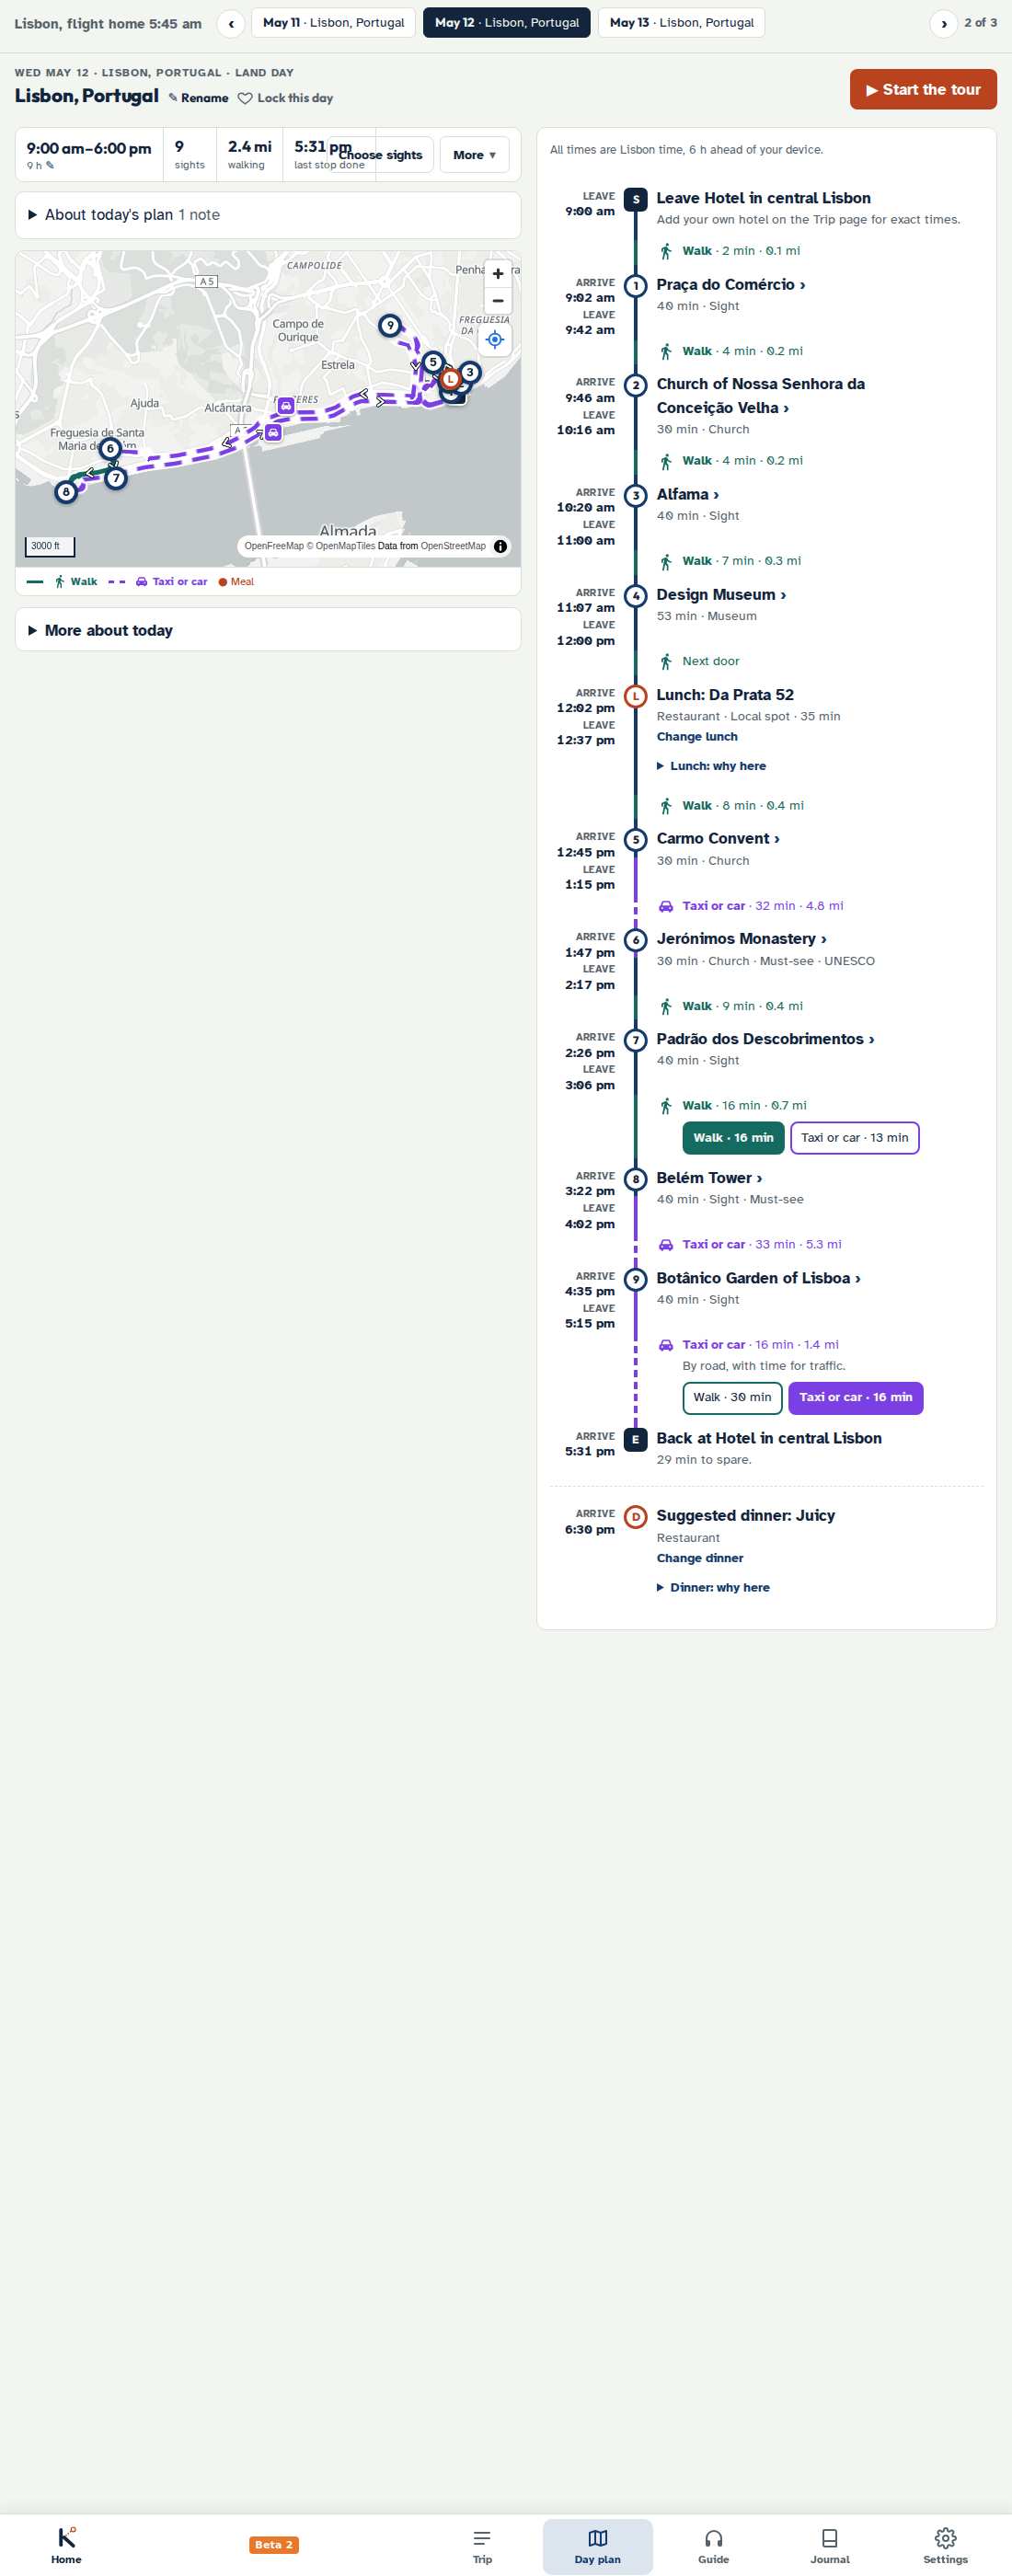 Lisbon, flight home 5:45 am
‹
May 11 · Lisbon, Portugal
May 12 · Lisbon, Portugal
May 13 · Lisbon, Portugal
›
2 of 3
WED MAY 12 · LISBON, PORTUGAL · LAND DAY
Lisbon, Portugal
✎ Rename
Lock this day
▶ Start the tour
9:00 am–6:00 pm
9 h ✎
9
sights
2.4 mi
walking
5:31 pm
last stop done
Choose sights
More ▾
▶ About today's plan 1 note
CAMPOLIDE
A 5
Campo de
Ourique
FREGUESIA
Estrela
Ajuda
Alcântara
Freguesia de Santa
Almada
9
5
L
3
6
7
8
+
−
3000 ft
OpenFreeMap © OpenMapTiles Data from OpenStreetMap
Walk
Taxi or car
Meal
▶ More about today
All times are Lisbon time, 6 h ahead of your device.
LEAVE
9:00 am
S
Leave Hotel in central Lisbon
Add your own hotel on the Trip page for exact times.
Walk · 2 min · 0.1 mi
ARRIVE
9:02 am
LEAVE
9:42 am
1
Praça do Comércio ›
40 min · Sight
Walk · 4 min · 0.2 mi
ARRIVE
9:46 am
LEAVE
10:16 am
2
Church of Nossa Senhora da
Conceição Velha ›
30 min · Church
Walk · 4 min · 0.2 mi
ARRIVE
10:20 am
LEAVE
11:00 am
3
Alfama ›
40 min · Sight
Walk · 7 min · 0.3 mi
ARRIVE
11:07 am
LEAVE
12:00 pm
4
Design Museum ›
53 min · Museum
Next door
ARRIVE
12:02 pm
LEAVE
12:37 pm
L
Lunch: Da Prata 52
Restaurant · Local spot · 35 min
Change lunch
▶ Lunch: why here
Walk · 8 min · 0.4 mi
ARRIVE
12:45 pm
LEAVE
1:15 pm
5
Carmo Convent ›
30 min · Church
Taxi or car · 32 min · 4.8 mi
ARRIVE
1:47 pm
LEAVE
2:17 pm
6
Jerónimos Monastery ›
30 min · Church · Must-see · UNESCO
Walk · 9 min · 0.4 mi
ARRIVE
2:26 pm
LEAVE
3:06 pm
7
Padrão dos Descobrimentos ›
40 min · Sight
Walk · 16 min · 0.7 mi
Walk · 16 min
Taxi or car · 13 min
ARRIVE
3:22 pm
LEAVE
4:02 pm
8
Belém Tower ›
40 min · Sight · Must-see
Taxi or car · 33 min · 5.3 mi
ARRIVE
4:35 pm
LEAVE
5:15 pm
9
Botânico Garden of Lisboa ›
40 min · Sight
Taxi or car · 16 min · 1.4 mi
By road, with time for traffic.
Walk · 30 min
Taxi or car · 16 min
ARRIVE
5:31 pm
E
Back at Hotel in central Lisbon
29 min to spare.
ARRIVE
6:30 pm
D
Suggested dinner: Juicy
Restaurant
Change dinner
▶ Dinner: why here
Home
Beta 2
Trip
Day plan
Guide
Journal
Settings